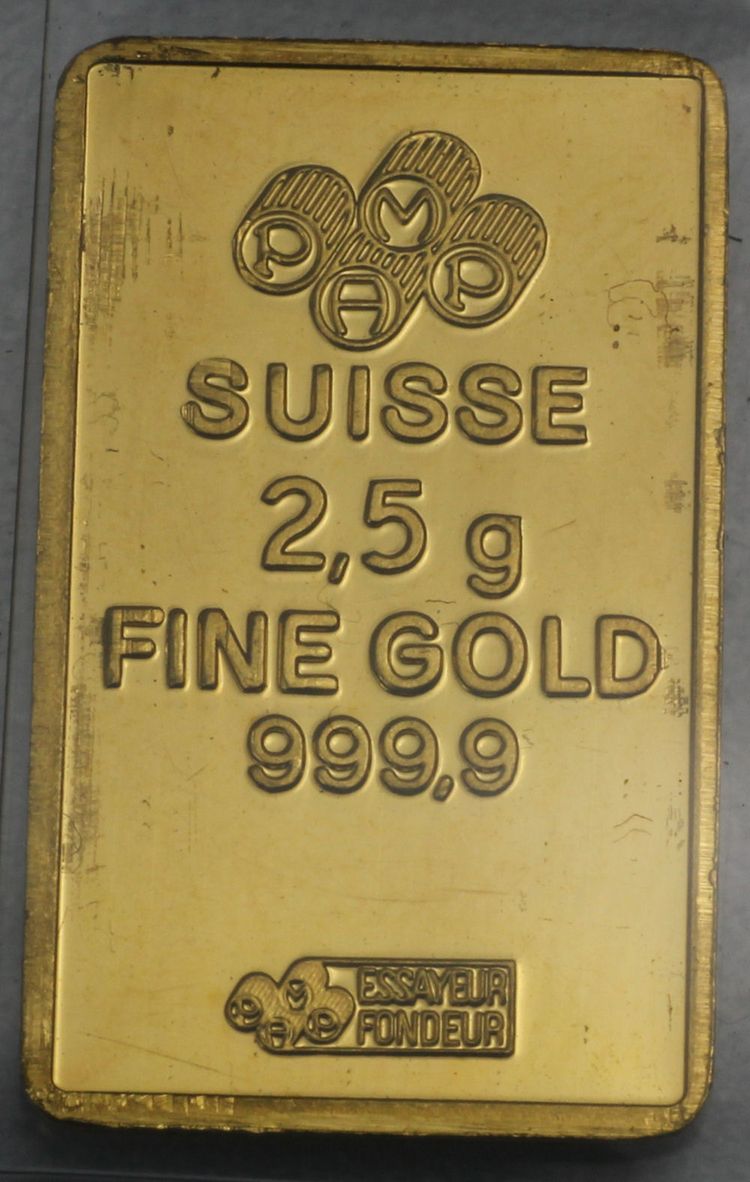 PAMP
SUISSE
2,5 g
FINE GOLD
999,9
PAMP ESSAYEUR
FONDEUR